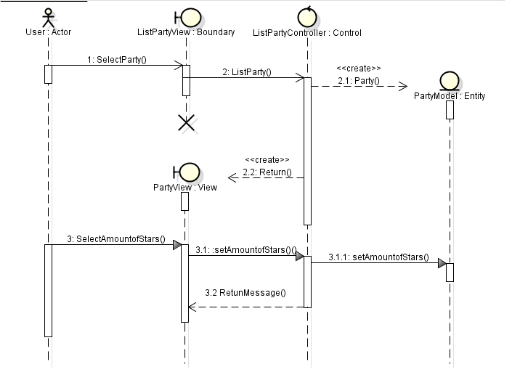 User : Actor
ListPartyView : Boundary
ListPartyController : Control
1: SelectParty()
2: ListParty()
<<create>>
2.1: Party()
PartyModel : Entity
<<create>>
2.2: Return()
PartyView : View
3: SelectAmountofStars()
3.1: :setAmountofStars()()
3.1.1: setAmountofStars()
3.2 RetunMessage()